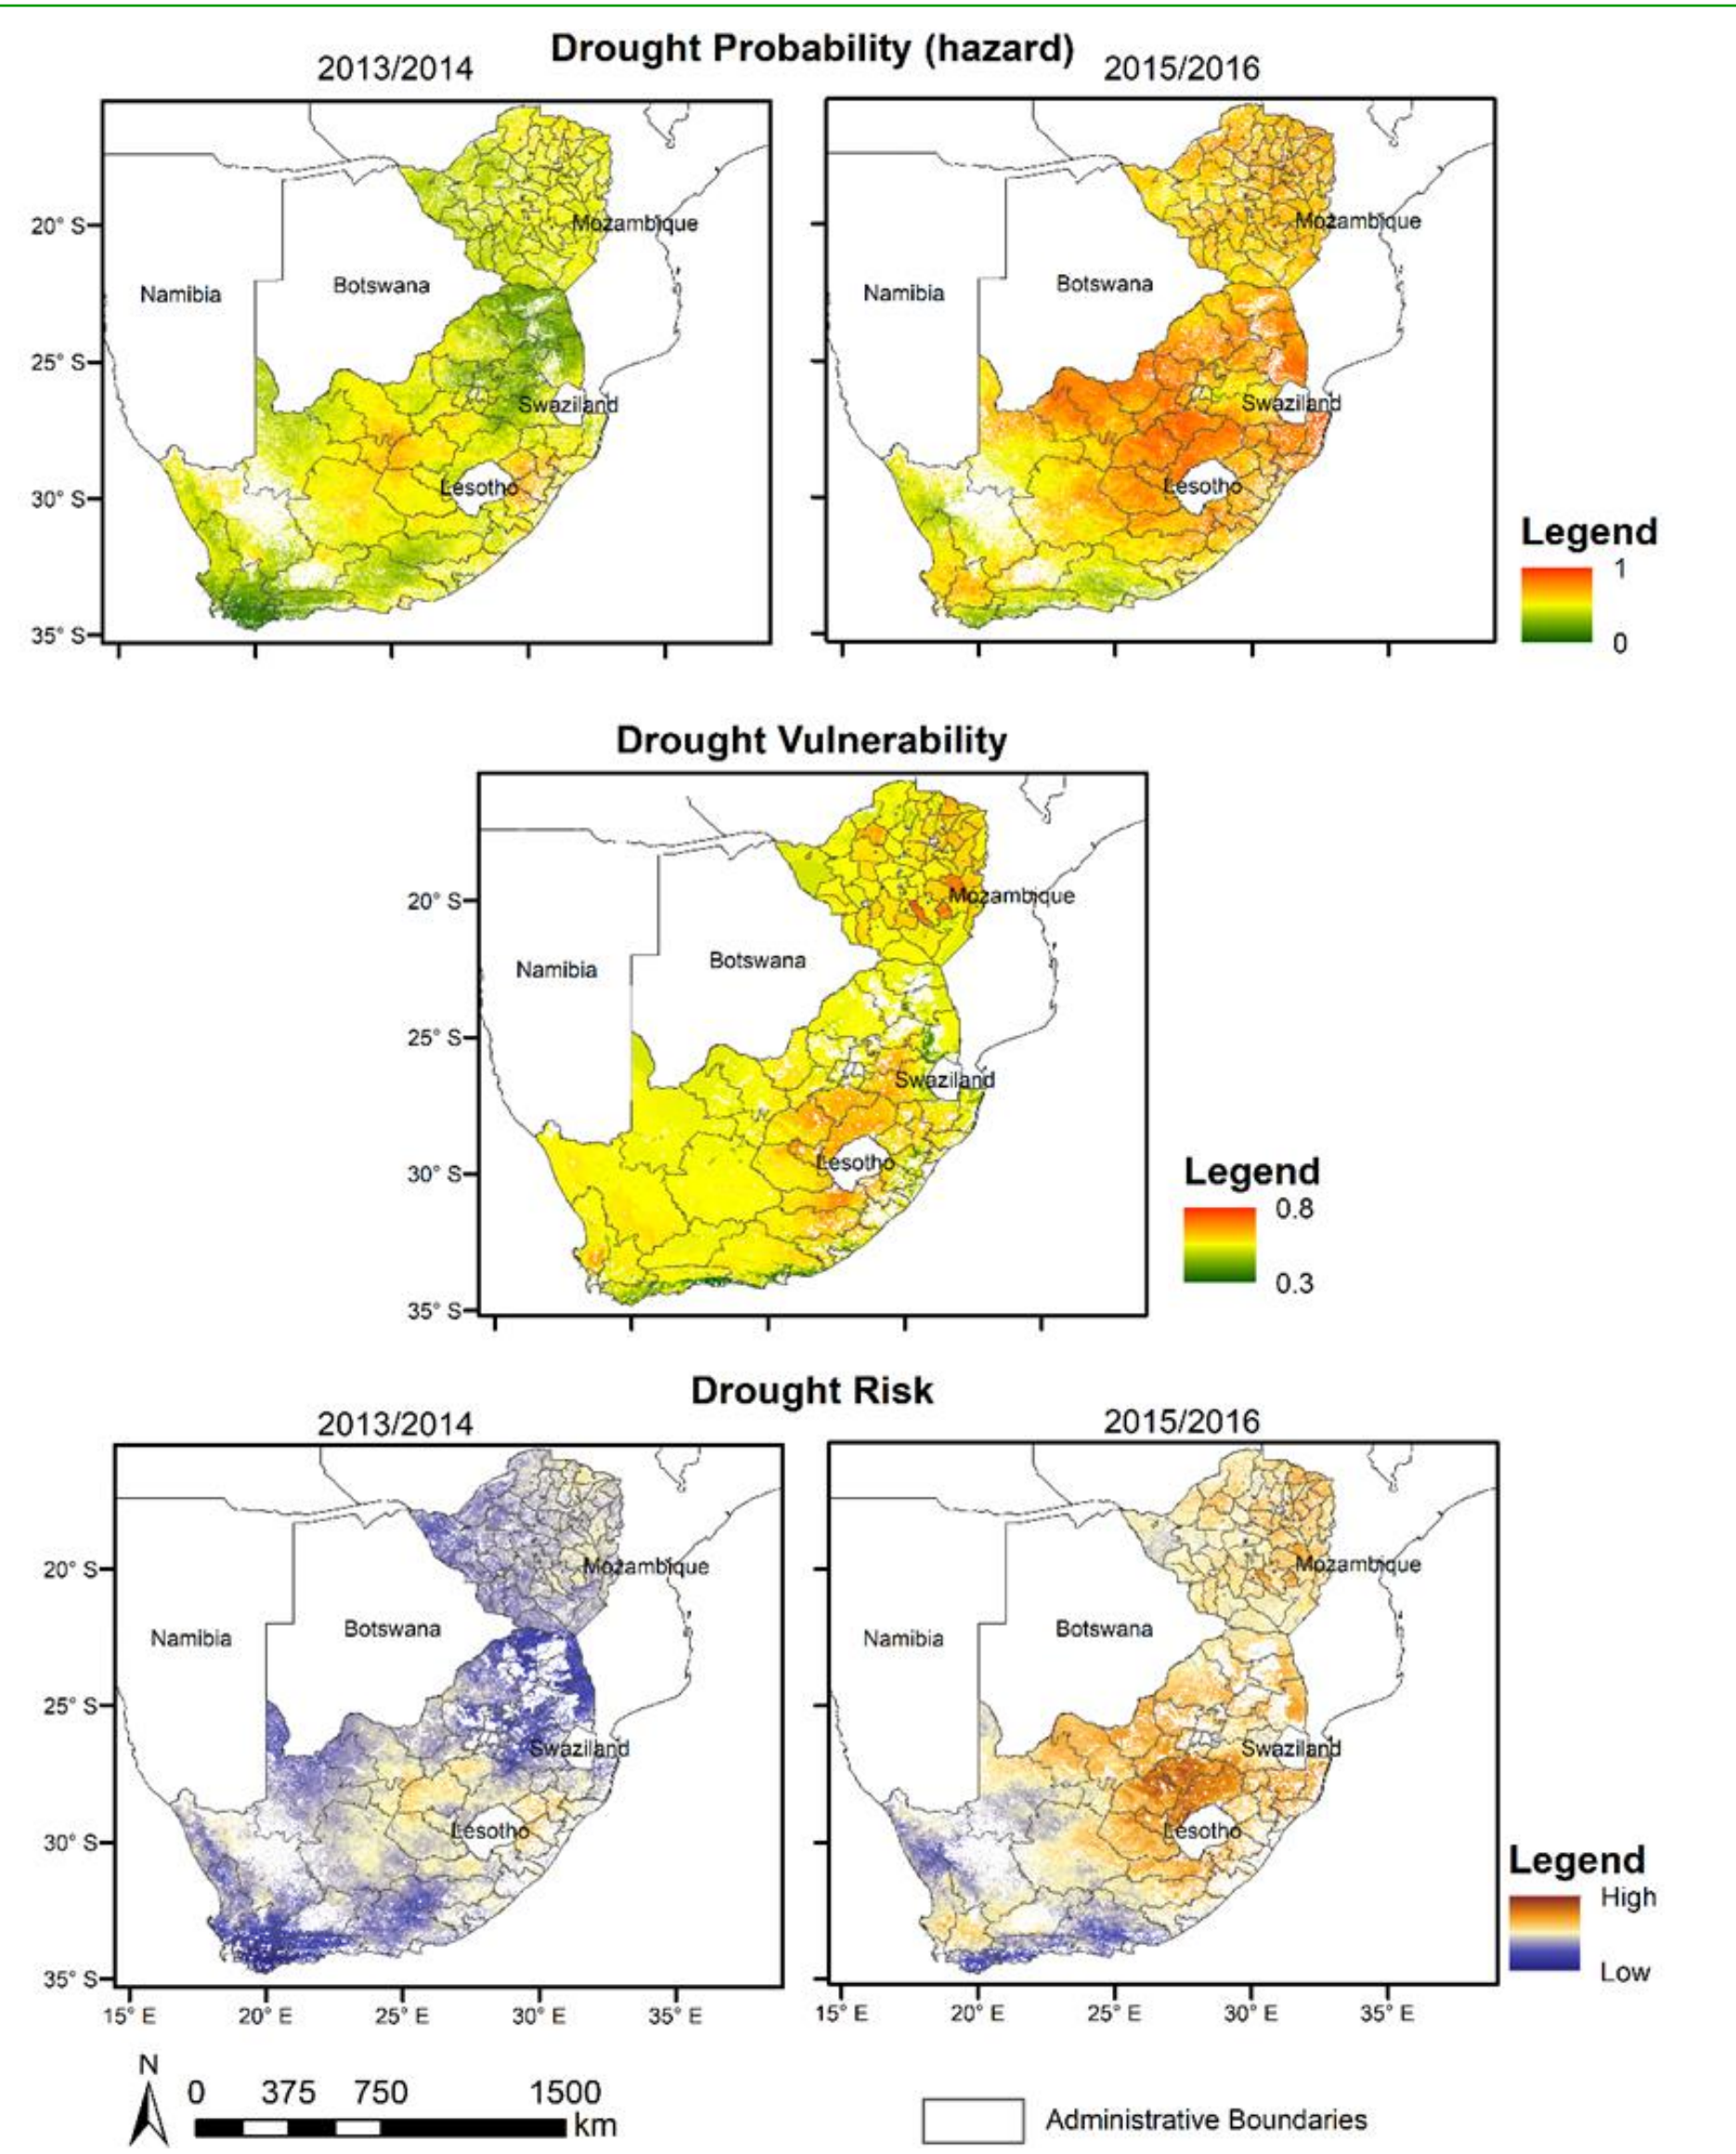 Drought Probability (hazard)
2013/2014
2015/2016
20° S
25° S
30° S
35° S
Namibia
Botswana
Mozambique
Swaziland
Lesotho
Namibia
Botswana
Mozambique
Swaziland
Lesotho
Legend
1
0
Drought Vulnerability
20° S
25° S
30° S
35° S
Namibia
Botswana
Mozambique
Swaziland
Lesotho
Legend
0.8
0.3
Drought Risk
2013/2014
2015/2016
20° S
25° S
30° S
35° S
Namibia
Botswana
Mozambique
Swaziland
Lesotho
15° E
20° E
25° E
30° E
35° E
Namibia
Botswana
Mozambique
Swaziland
Lesotho
15° E
20° E
25° E
30° E
35° E
Legend
High
Low
N
0 375 750 1500
km
Administrative Boundaries